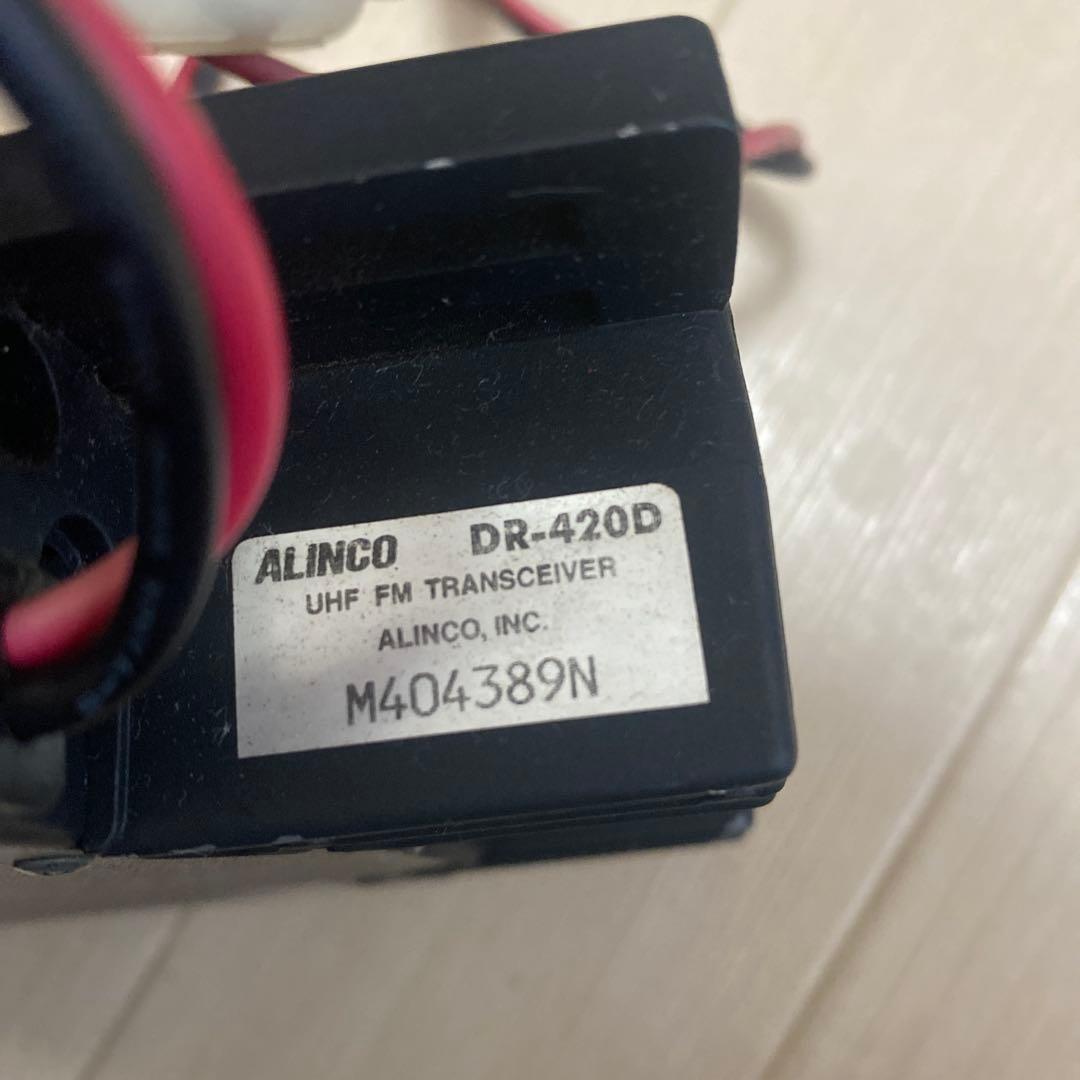 ALINCO DR-420D
UHF FM TRANSCEIVER
ALINCO, INC.
M404389N